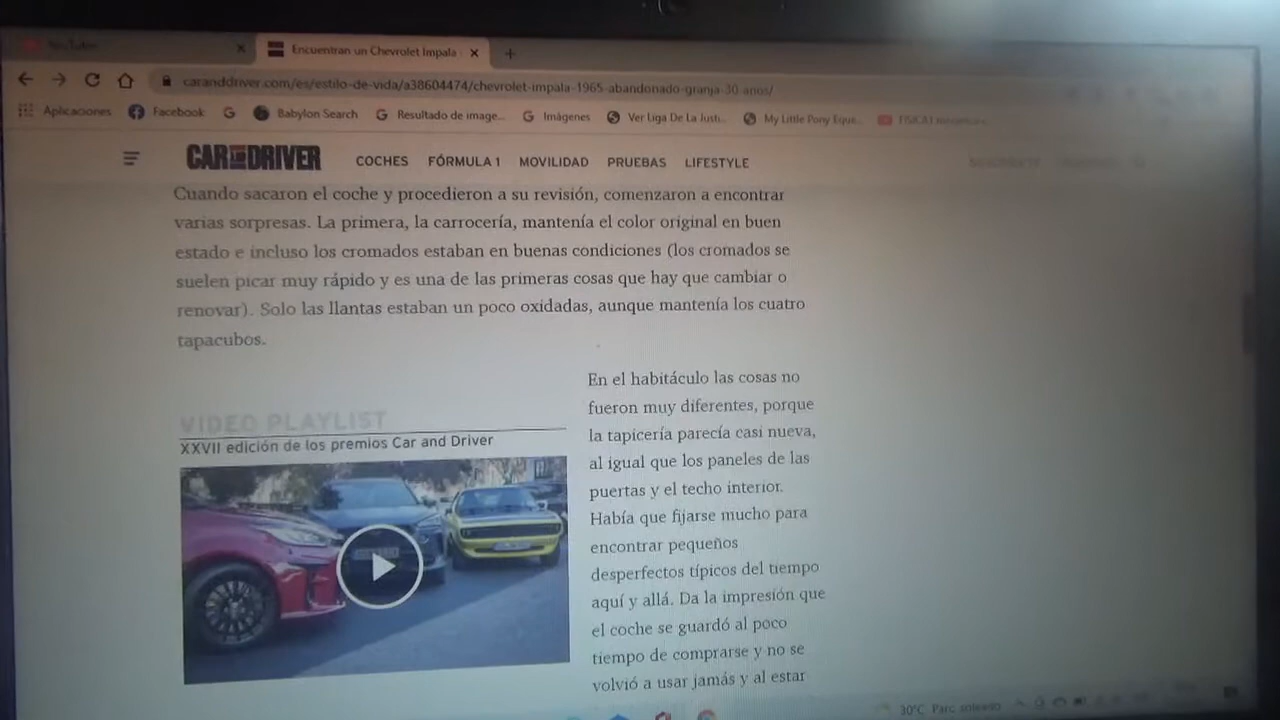 YouTube
Encuentran un Chevrolet Impala
caranddriver.com/es/estilo-de-vida/a38604474/chevrolet-impala-1965-abandonado-granja-30-anos/
Aplicaciones
Facebook
Babylon Search
Resultado de image...
Imágenes
Ver Liga De La Justi...
My Little Pony Eque...
CAR AND DRIVER
COCHES
FÓRMULA 1
MOVILIDAD
PRUEBAS
LIFESTYLE
Cuando sacaron el coche y procedieron a su revisión, comenzaron a encontrar
varias sorpresas. La primera, la carrocería, mantenía el color original en buen
estado e incluso los cromados estaban en buenas condiciones (los cromados se
suelen picar muy rápido y es una de las primeras cosas que hay que cambiar o
renovar). Solo las llantas estaban un poco oxidadas, aunque mantenía los cuatro
tapacubos.
VIDEO PLAYLIST
XXVII edición de los premios Car and Driver
En el habitáculo las cosas no
fueron muy diferentes, porque
la tapicería parecía casi nueva,
al igual que los paneles de las
puertas y el techo interior.
Había que fijarse mucho para
encontrar pequeños
desperfectos típicos del tiempo
aquí y allá. Da la impresión que
el coche se guardó al poco
tiempo de comprarse y no se
volvió a usar jamás y al estar
30°C Parc. soleado